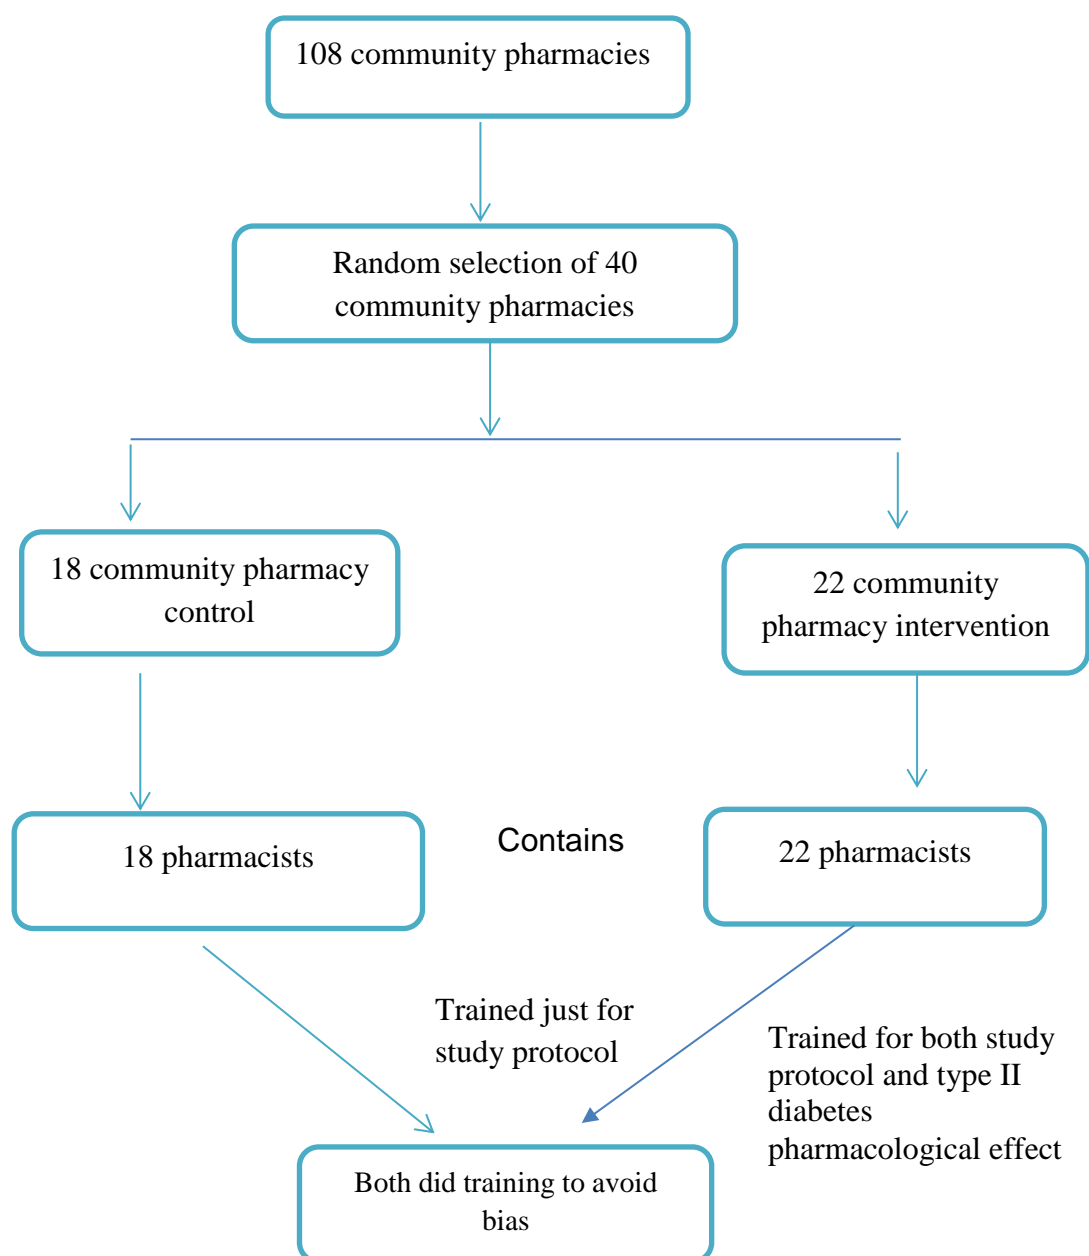 108 community pharmacies
Random selection of 40
community pharmacies
18 community pharmacy
control
22 community
pharmacy intervention
18 pharmacists
Contains
22 pharmacists
Trained just for
study protocol
Trained for both study
protocol and type II
diabetes
pharmacological effect
Both did training to avoid
bias